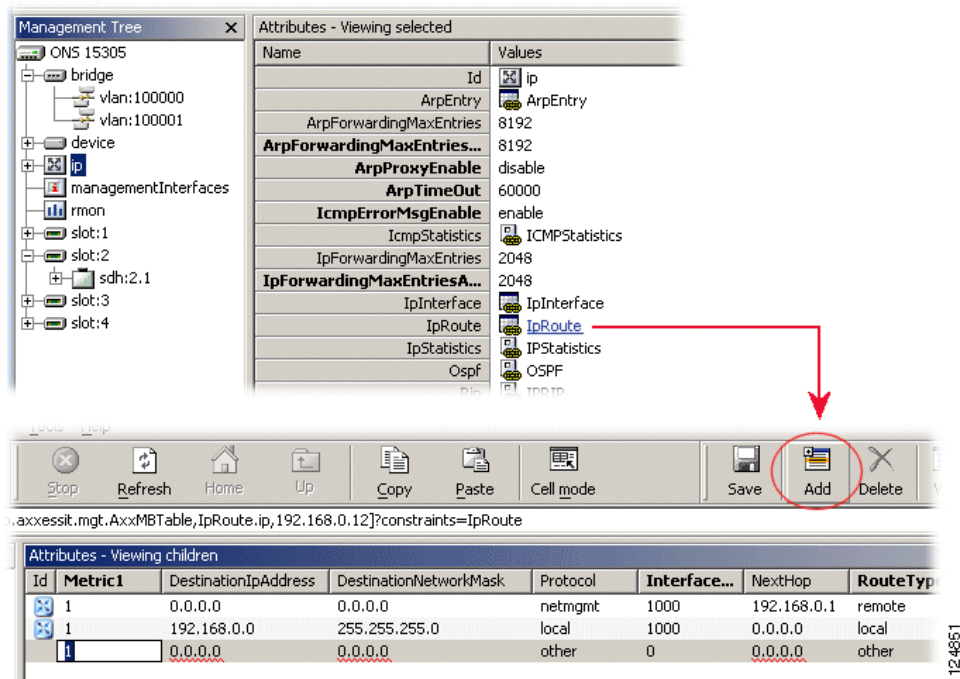 Management Tree x
Attributes - Viewing selected
ONS 15305
bridge
vlan:100000
vlan:100001
device
ip
managementInterfaces
rmon
slot:1
slot:2
sdh:2.1
slot:3
slot:4
Name Values
Id ip
ArpEntry ArpEntry
ArpForwardingMaxEntries 8192
ArpForwardingMaxEntries... 8192
ArpProxyEnable disable
ArpTimeOut 60000
IcmpErrorMsgEnable enable
IcmpStatistics ICMPStatistics
IpForwardingMaxEntries 2048
IpForwardingMaxEntriesA... 2048
IpInterface IpInterface
IpRoute IpRoute
IpStatistics IPStatistics
Ospf OSPF
Tools Help
Stop Refresh Home Up Copy Paste Cell mode Save Add Delete
.axxessit.mgt.AxxMBTable,IpRoute.ip,192.168.0.12]?constraints=IpRoute
Attributes - Viewing children
Id Metric1 DestinationIpAddress DestinationNetworkMask Protocol Interface... NextHop RouteType
1 0.0.0.0 0.0.0.0 netmgmt 1000 192.168.0.1 remote
1 192.168.0.0 255.255.255.0 local 1000 0.0.0.0 local
1 0.0.0.0 0.0.0.0 other 0 0.0.0.0 other
124851